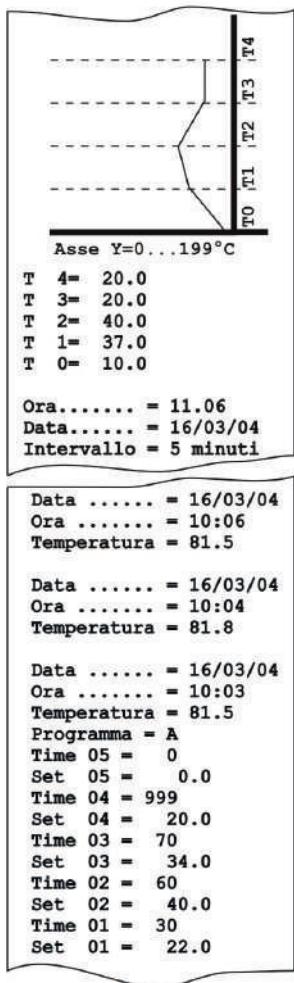 T4
T3
T2
T1
T0
Asse Y=0...199°C
T 4= 20.0
T 3= 20.0
T 2= 40.0
T 1= 37.0
T 0= 10.0
Ora....... = 11.06
Data...... = 16/03/04
Intervallo = 5 minuti
Data ...... = 16/03/04
Ora ....... = 10:06
Temperatura = 81.5
Data ...... = 16/03/04
Ora ....... = 10:04
Temperatura = 81.8
Data ...... = 16/03/04
Ora ....... = 10:03
Temperatura = 81.5
Programma = A
Time 05 = 0
Set 05 = 0.0
Time 04 = 999
Set 04 = 20.0
Time 03 = 70
Set 03 = 34.0
Time 02 = 60
Set 02 = 40.0
Time 01 = 30
Set 01 = 22.0